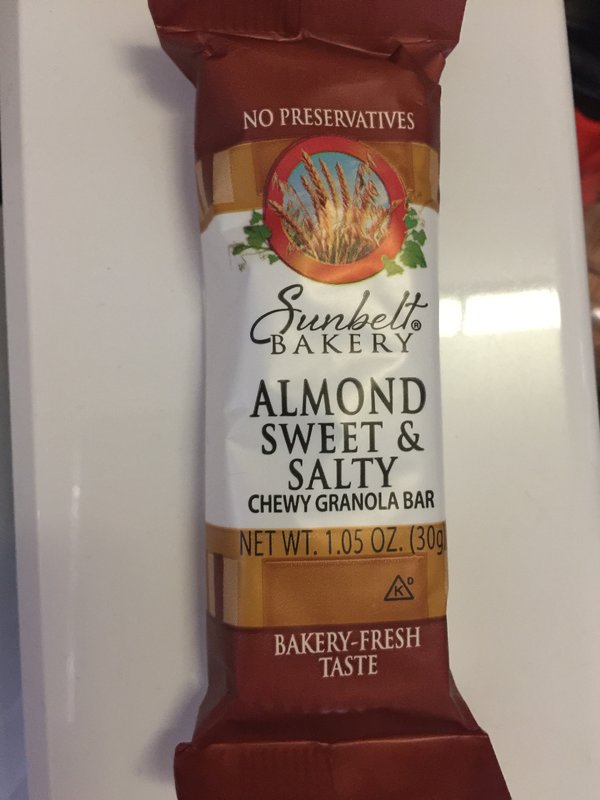 NO PRESERVATIVES
Sunbelt®
BAKERY
ALMOND
SWEET &
SALTY
CHEWY GRANOLA BAR
NET WT. 1.05 OZ. (30g
K D
BAKERY-FRESH
TASTE